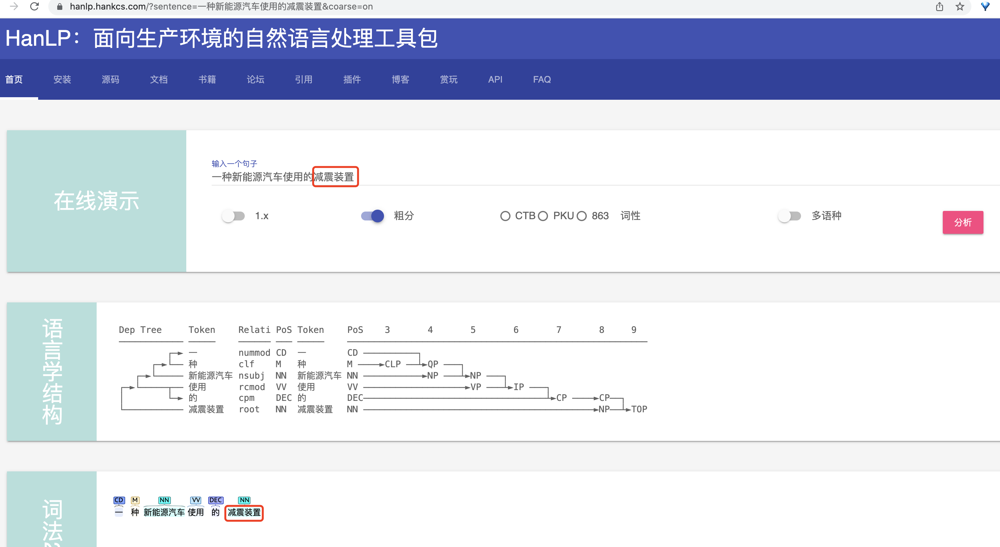 hanlp.hankcs.com/?sentence=一种新能源汽车使用的减震装置&coarse=on
HanLP：面向生产环境的自然语言处理工具包
首页 安装 源码 文档 书籍 论坛 引用 插件 博客 赏玩 API FAQ
在线演示
输入一个句子
一种新能源汽车使用的减震装置
1.x 粗分 CTB PKU 863 词性 多语种 分析
语言学结构
Dep Tree Token Relati PoS Token PoS 3 4 5 6 7 8 9
一 nummod CD 一 CD
种 clf M 种 M CLP QP
新能源汽车 nsubj NN 新能源汽车 NN NP NP
使用 rcmod VV 使用 VV VP IP
的 cpm DEC 的 DEC CP CP
减震装置 root NN 减震装置 NN NP TOP
词法
CD M NN VV DEC NN
一 种 新能源汽车 使用 的 减震装置